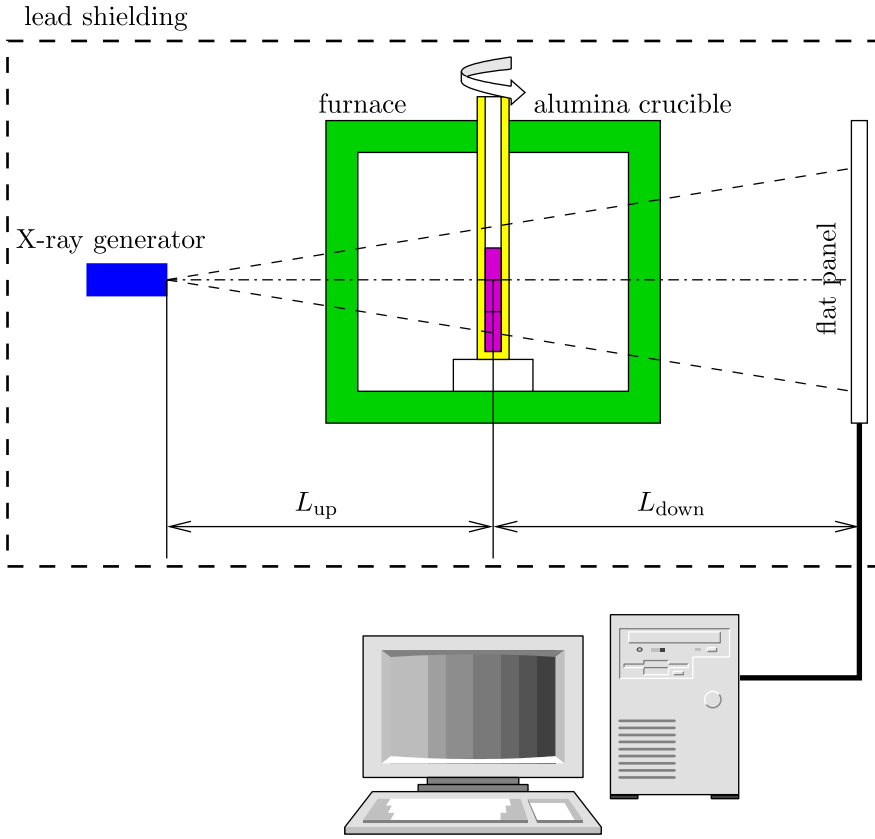 lead shielding
furnace
alumina crucible
X-ray generator
flat panel
L_up
L_down